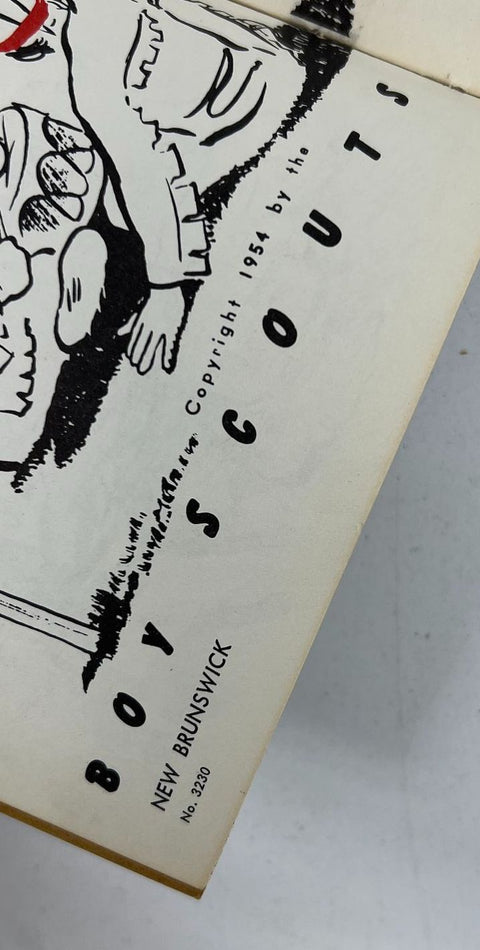 Copyright 1954 by the
BOY SCOUTS
NEW BRUNSWICK
No. 3230